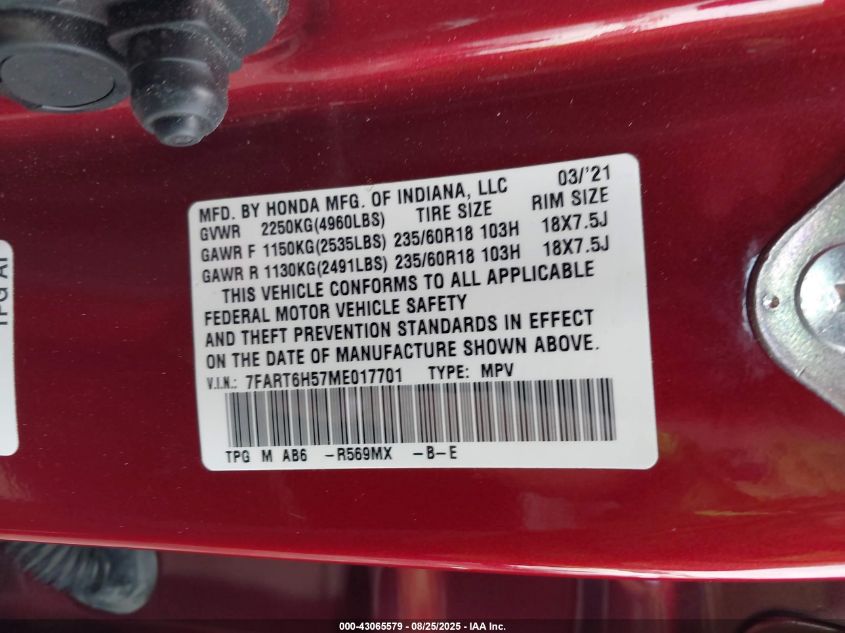 MFD. BY HONDA MFG. OF INDIANA, LLC 03/'21
GVWR 2250KG(4960LBS) TIRE SIZE RIM SIZE
GAWR F 1150KG(2535LBS) 235/60R18 103H 18X7.5J
GAWR R 1130KG(2491LBS) 235/60R18 103H 18X7.5J
THIS VEHICLE CONFORMS TO ALL APPLICABLE
FEDERAL MOTOR VEHICLE SAFETY
AND THEFT PREVENTION STANDARDS IN EFFECT
ON THE DATE OF MANUFACTURE SHOWN ABOVE.
V.I.N.: 7FART6H57ME017701 TYPE: MPV
TPG M AB6 -R569MX -B-E
000-43065579 / 08/25/2025 - IAA Inc.